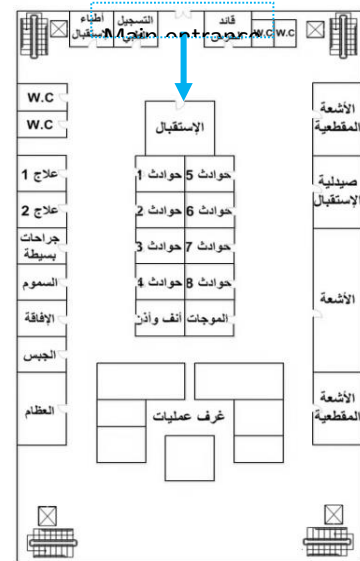 أطباء
إستقبال
التسجيل
قائد
Main entrance
W.C
W.C
W.C
W.C
الإستقبال
الأشعة
المقطعية
علاج 1
حوادث 1
حوادث 5
صيدلية
الإستقبال
علاج 2
حوادث 2
حوادث 6
جراحات
بسيطة
حوادث 3
حوادث 7
السموم
حوادث 4
حوادث 8
الأشعة
الإفاقة
أنف وأذن
الموجات
الجبس
العظام
غرف عمليات
الأشعة
المقطعية